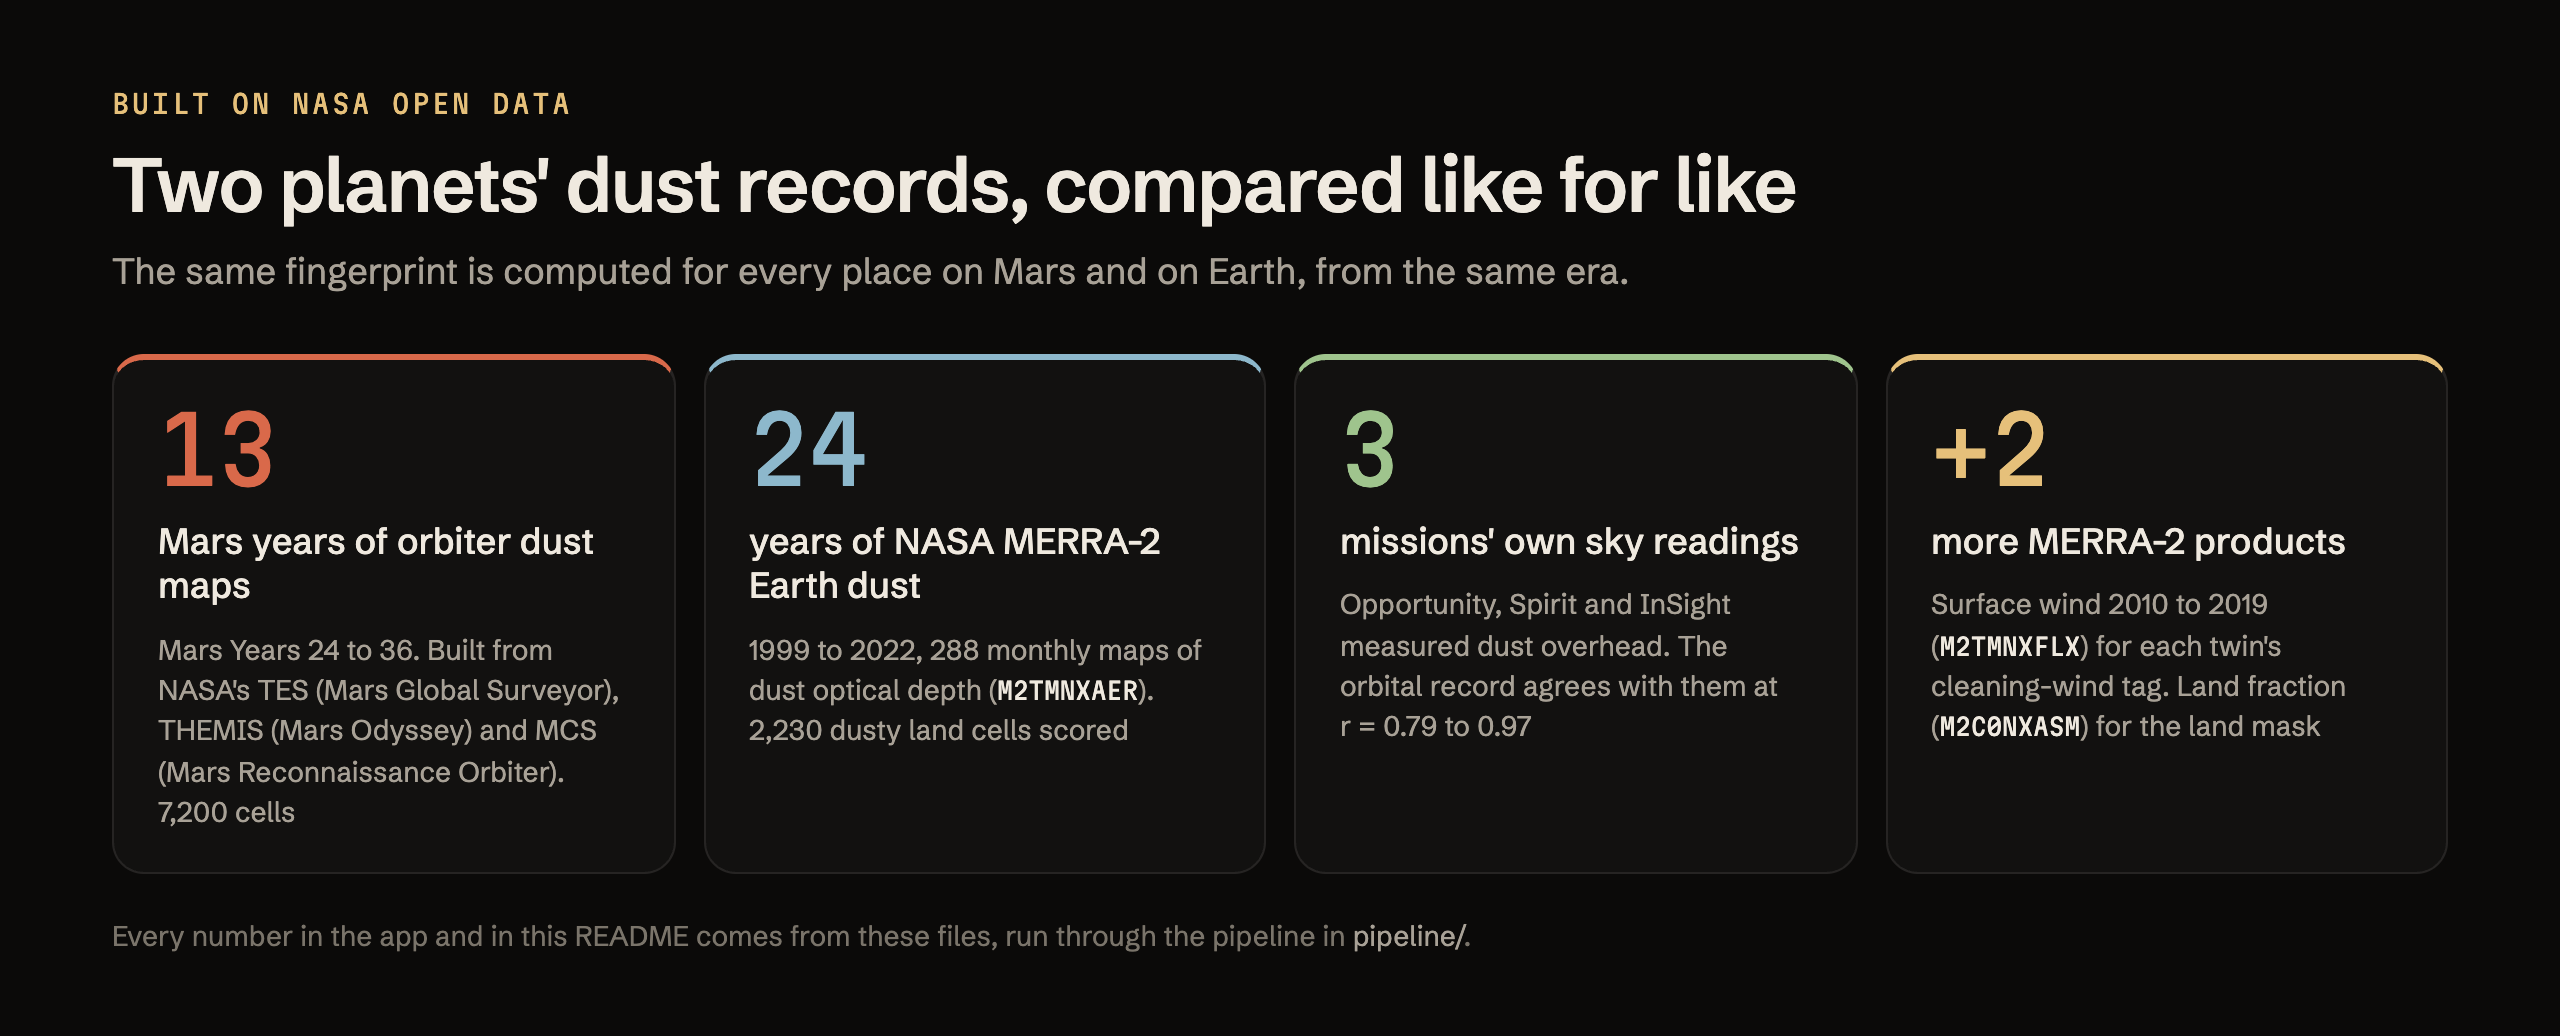 BUILT ON NASA OPEN DATA
Two planets' dust records, compared like for like
The same fingerprint is computed for every place on Mars and on Earth, from the same era.
13
Mars years of orbiter dust
maps
Mars Years 24 to 36. Built from
NASA's TES (Mars Global Surveyor),
THEMIS (Mars Odyssey) and MCS
(Mars Reconnaissance Orbiter).
7,200 cells
24
years of NASA MERRA-2
Earth dust
1999 to 2022, 288 monthly maps of
dust optical depth (M2TMNXAER).
2,230 dusty land cells scored
3
missions' own sky readings
Opportunity, Spirit and InSight
measured dust overhead. The
orbital record agrees with them at
r = 0.79 to 0.97
+2
more MERRA-2 products
Surface wind 2010 to 2019
(M2TMNXFLX) for each twin's
cleaning-wind tag. Land fraction
(M2C0NXASM) for the land mask
Every number in the app and in this README comes from these files, run through the pipeline in pipeline/.